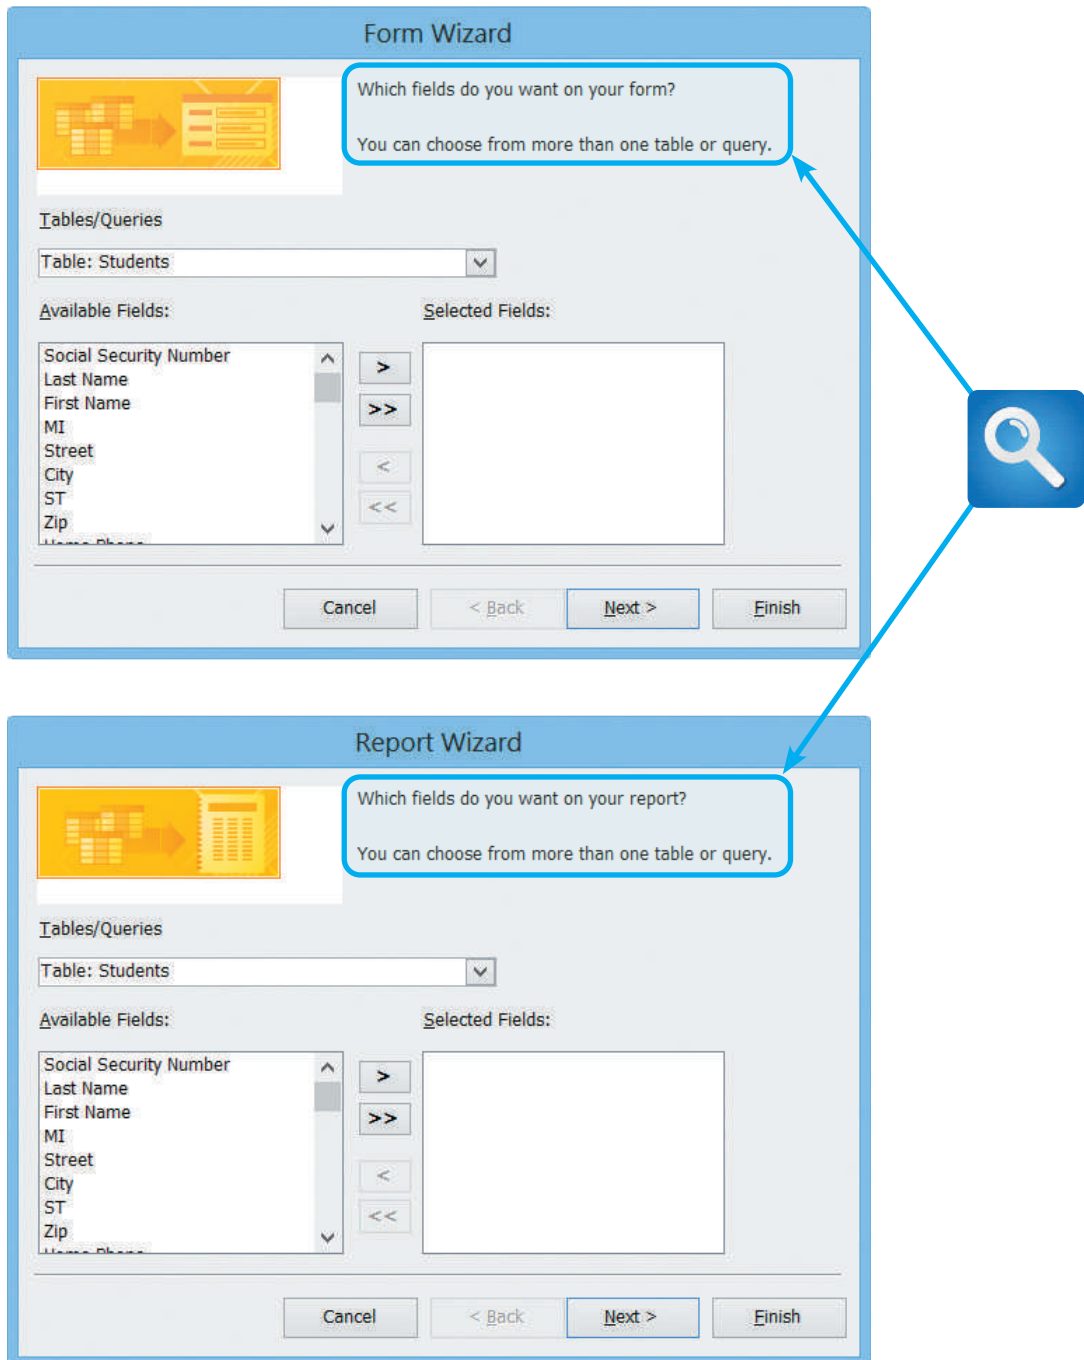 Form Wizard
Which fields do you want on your form?
You can choose from more than one table or query.
Tables/Queries
Table: Students
Available Fields:
Selected Fields:
Social Security Number
Last Name
First Name
MI
Street
City
ST
Zip
Home Phone
>
>>
<
<<
Cancel
< Back
Next >
Finish
Report Wizard
Which fields do you want on your report?
You can choose from more than one table or query.
Tables/Queries
Table: Students
Available Fields:
Selected Fields:
Social Security Number
Last Name
First Name
MI
Street
City
ST
Zip
Home Phone
>
>>
<
<<
Cancel
< Back
Next >
Finish